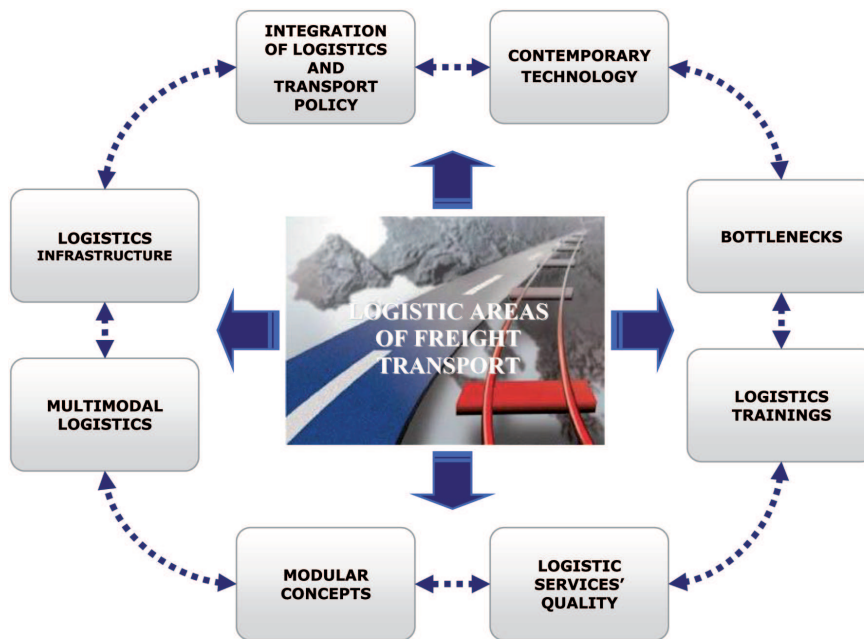 INTEGRATION
OF LOGISTICS
AND
TRANSPORT
POLICY
CONTEMPORARY
TECHNOLOGY
LOGISTICS
INFRASTRUCTURE
BOTTLENECKS
LOGISTIC AREAS
OF FREIGHT
TRANSPORT
MULTIMODAL
LOGISTICS
LOGISTICS
TRAININGS
MODULAR
CONCEPTS
LOGISTIC
SERVICES’
QUALITY